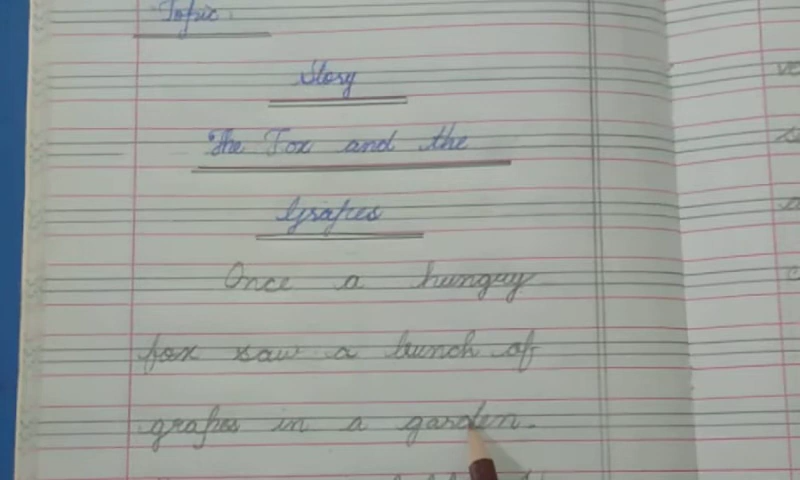 Topic.
Story
The Fox and the
Grapes
Once a hungry
fox saw a bunch of
grapes in a garden.